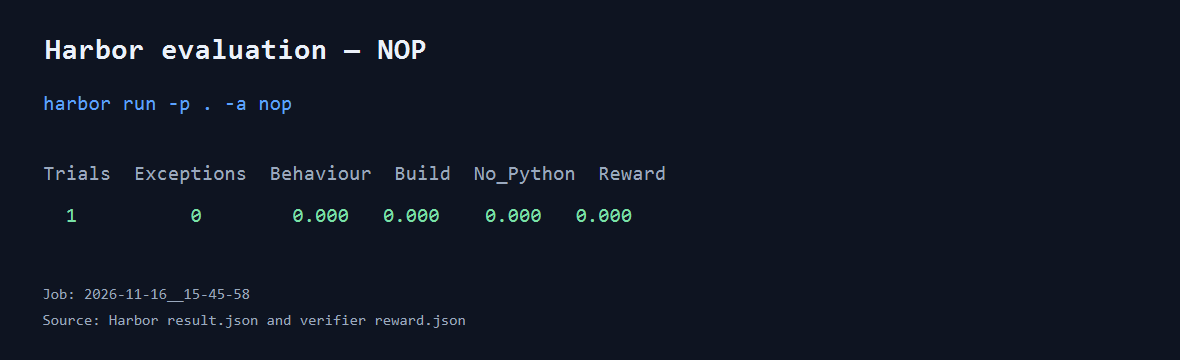 Harbor evaluation — NOP
harbor run -p . -a nop
Trials Exceptions Behaviour Build No_Python Reward
1 0 0.000 0.000 0.000 0.000
Job: 2026-11-16__15-45-58
Source: Harbor result.json and verifier reward.json